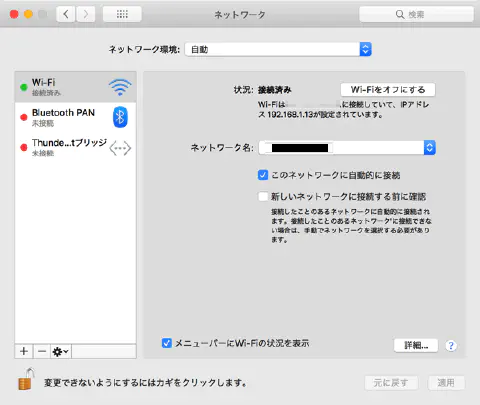 ネットワーク
検索
ネットワーク環境: 自動
Wi-Fi
接続済み
Bluetooth PAN
未接続
Thunde...tブリッジ
未接続
状況: 接続済み
Wi-Fiをオフにする
Wi-Fiは に接続していて、IPアドレ
ス 192.168.1.13が設定されています。
ネットワーク名:
このネットワークに自動的に接続
新しいネットワークに接続する前に確認
接続したことのあるネットワークに自動的に接続され
ます。接続したことのあるネットワークに接続できな
い場合は、手動でネットワークを選択する必要があり
ます。
メニューバーにWi-Fiの状況を表示
詳細...
?
変更できないようにするにはカギをクリックします。
元に戻す
適用